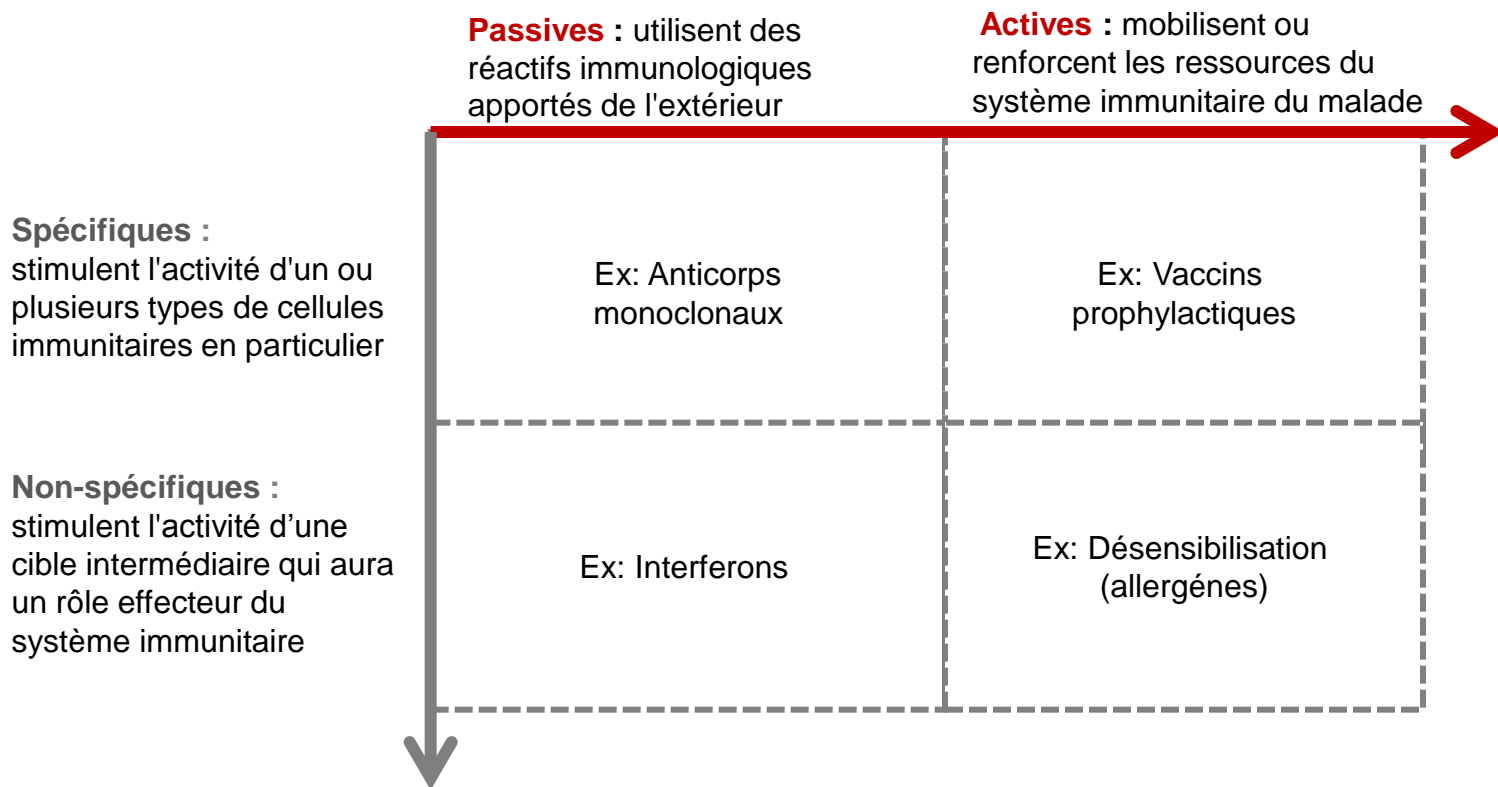 Passives : utilisent des
réactifs immunologiques
apportés de l'extérieur
Actives : mobilisent ou
renforcent les ressources du
système immunitaire du malade
Spécifiques :
stimulent l'activité d'un ou
plusieurs types de cellules
immunitaires en particulier
Ex: Anticorps
monoclonaux
Ex: Vaccins
prophylactiques
Non-spécifiques :
stimulent l'activité d’une
cible intermédiaire qui aura
un rôle effecteur du
système immunitaire
Ex: Interferons
Ex: Désensibilisation
(allergénes)